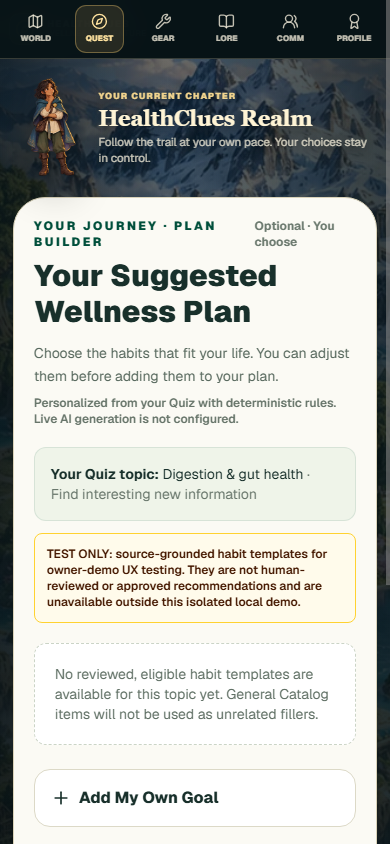 WORLD
QUEST
GEAR
LORE
COMM
PROFILE
YOUR CURRENT CHAPTER
HealthClues Realm
Follow the trail at your own pace. Your choices stay
in control.
YOUR JOURNEY · PLAN
BUILDER
Optional · You
choose
Your Suggested
Wellness Plan
Choose the habits that fit your life. You can adjust
them before adding them to your plan.
Personalized from your Quiz with deterministic rules.
Live AI generation is not configured.
Your Quiz topic: Digestion & gut health ·
Find interesting new information
TEST ONLY: source-grounded habit templates for
owner-demo UX testing. They are not human-
reviewed or approved recommendations and are
unavailable outside this isolated local demo.
No reviewed, eligible habit templates are
available for this topic yet. General Catalog
items will not be used as unrelated fillers.
+ Add My Own Goal